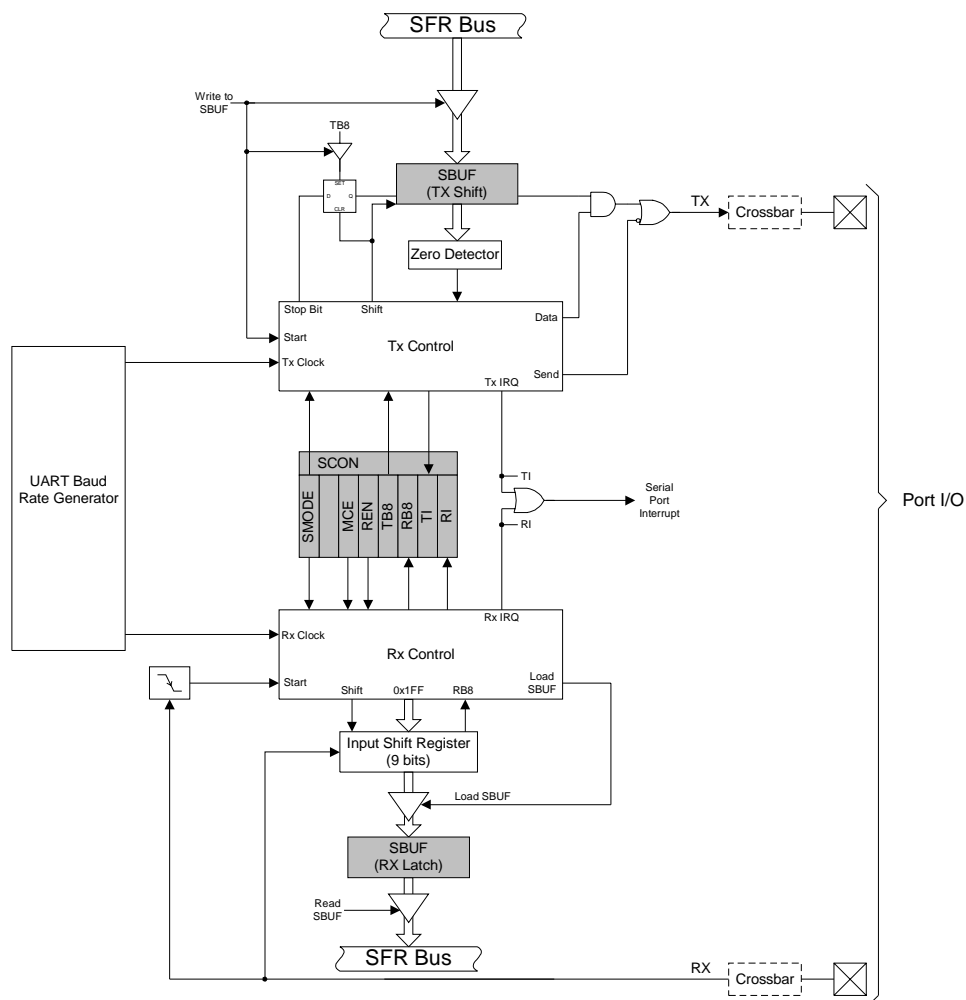 SFR Bus
Write to
SBUF
TB8
SET
D
Q
CLR
SBUF
(TX Shift)
TX
Crossbar
Zero Detector
Stop Bit
Shift
Data
Start
Tx Control
Tx Clock
Send
Tx IRQ
UART Baud
Rate Generator
SCON
SMODE
MCE
REN
TB8
RB8
TI
RI
TI
Serial
Port
Interrupt
RI
Port I/O
Rx IRQ
Rx Clock
Rx Control
Start
Load
SBUF
Shift
0x1FF
RB8
Input Shift Register
(9 bits)
Load SBUF
SBUF
(RX Latch)
Read
SBUF
SFR Bus
RX
Crossbar